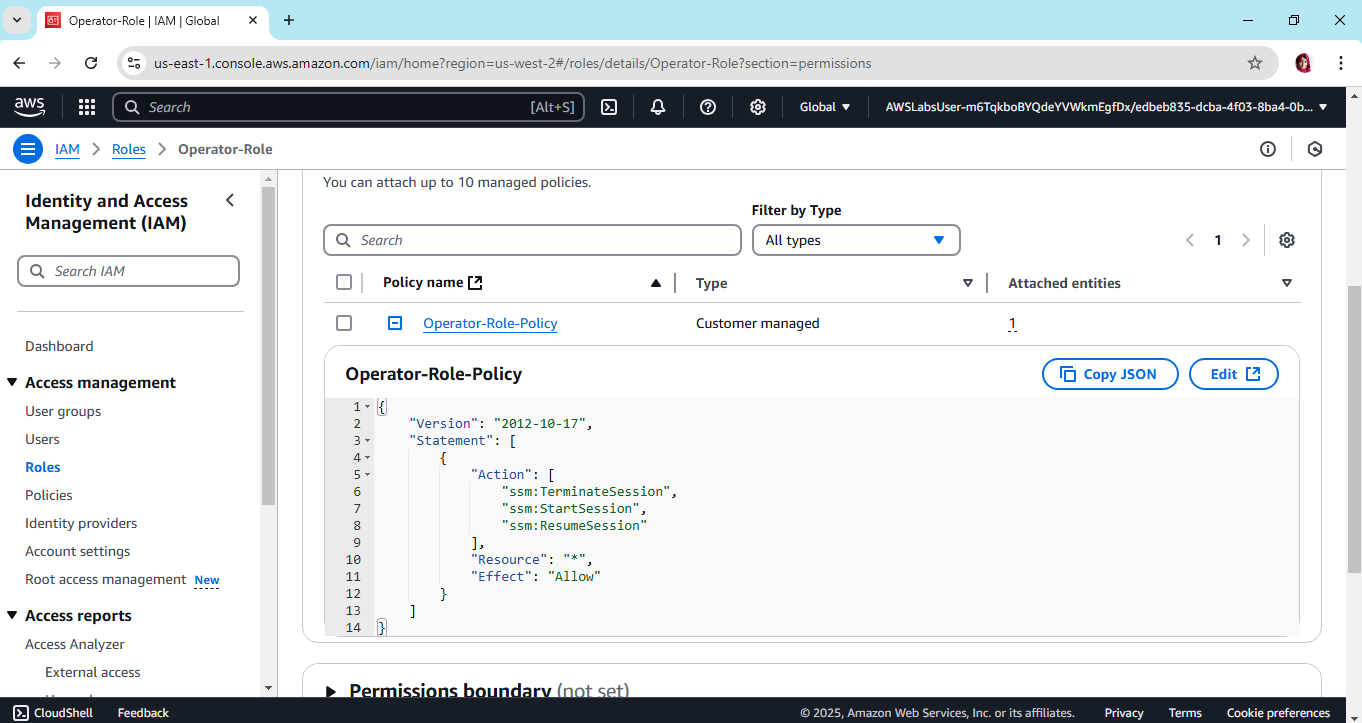 Operator-Role | IAM | Global
us-east-1.console.aws.amazon.com/iam/home?region=us-west-2#/roles/details/Operator-Role?section=permissions
aws
Search [Alt+S]
Global
AWSLabsUser-m6TqkboBYQdeYVWkmEgfDx/edbeb835-dcba-4f03-8ba4-0b...
IAM > Roles > Operator-Role
Identity and Access
Management (IAM)
Search IAM
Dashboard
Access management
User groups
Users
Roles
Policies
Identity providers
Account settings
Root access management New
Access reports
Access Analyzer
External access
You can attach up to 10 managed policies.
Filter by Type
Search
All types
1
Policy name
Type
Attached entities
Operator-Role-Policy
Customer managed
1
Operator-Role-Policy
Copy JSON
Edit
1 {
2 "Version": "2012-10-17",
3 "Statement": [
4 {
5 "Action": [
6 "ssm:TerminateSession",
7 "ssm:StartSession",
8 "ssm:ResumeSession"
9 ],
10 "Resource": "*",
11 "Effect": "Allow"
12 }
13 ]
14 }
Permissions boundary (not set)
CloudShell
Feedback
© 2025, Amazon Web Services, Inc. or its affiliates.
Privacy
Terms
Cookie preferences